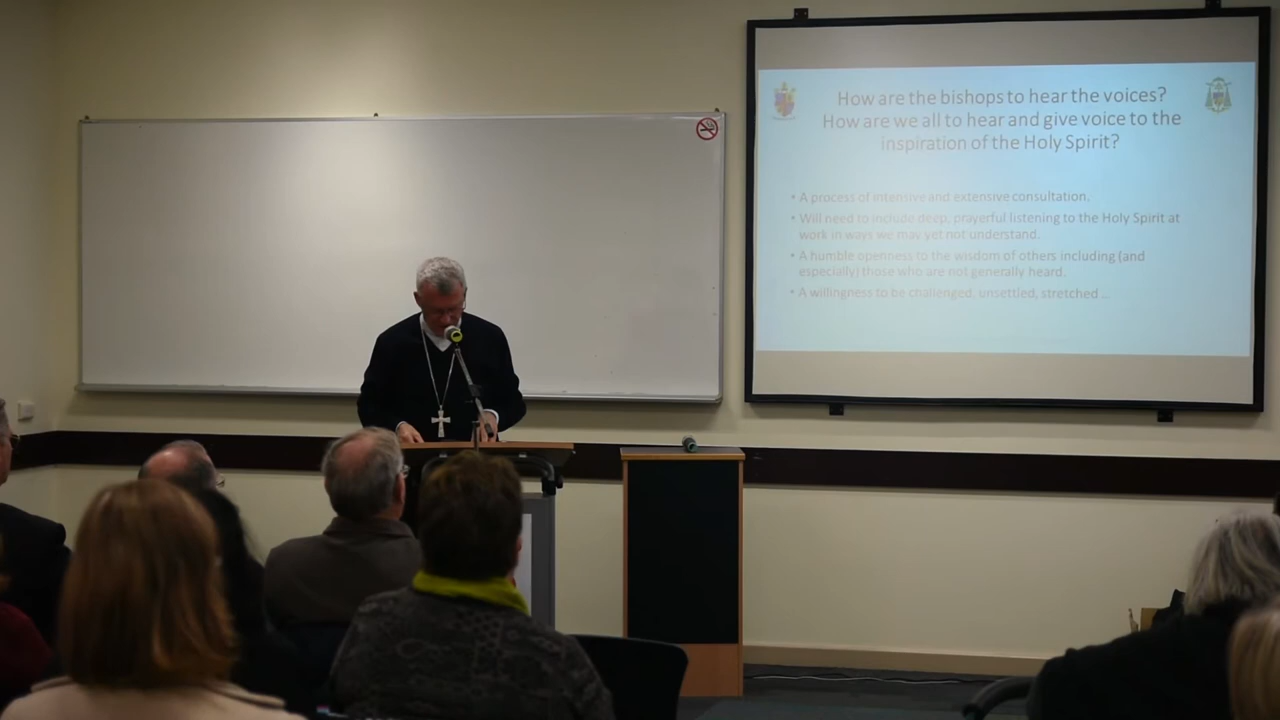 How are the bishops to hear the voices?
How are we all to hear and give voice to the
inspiration of the Holy Spirit?
• A process of intensive and extensive consultation.
• Will need to include deep, prayerful listening to the Holy Spirit at
work in ways we may yet not understand.
• A humble openness to the wisdom of others including (and
especially) those who are not generally heard.
• A willingness to be challenged, unsettled, stretched ...